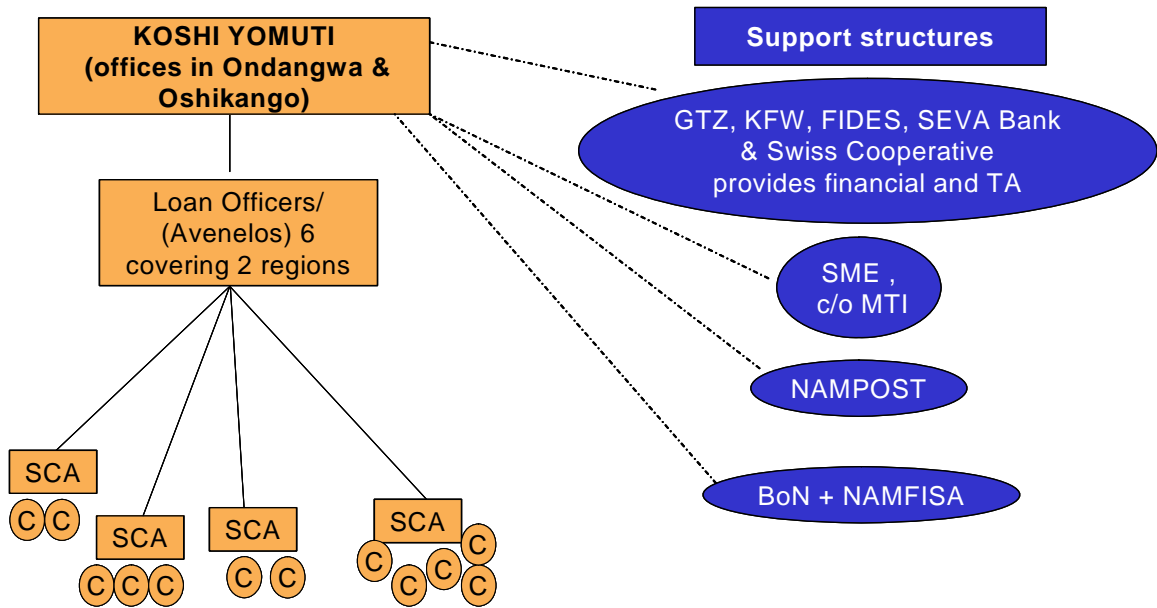 KOSHI YOMUTI
(offices in Ondangwa &
Oshikango)
Support structures
GTZ, KFW, FIDES, SEVA Bank
& Swiss Cooperative
provides financial and TA
Loan Officers/
(Avenelos) 6
covering 2 regions
SME ,
c/o MTI
NAMPOST
BoN + NAMFISA
SCA
C C
SCA
C C C
SCA
C C
SCA
C C C C C